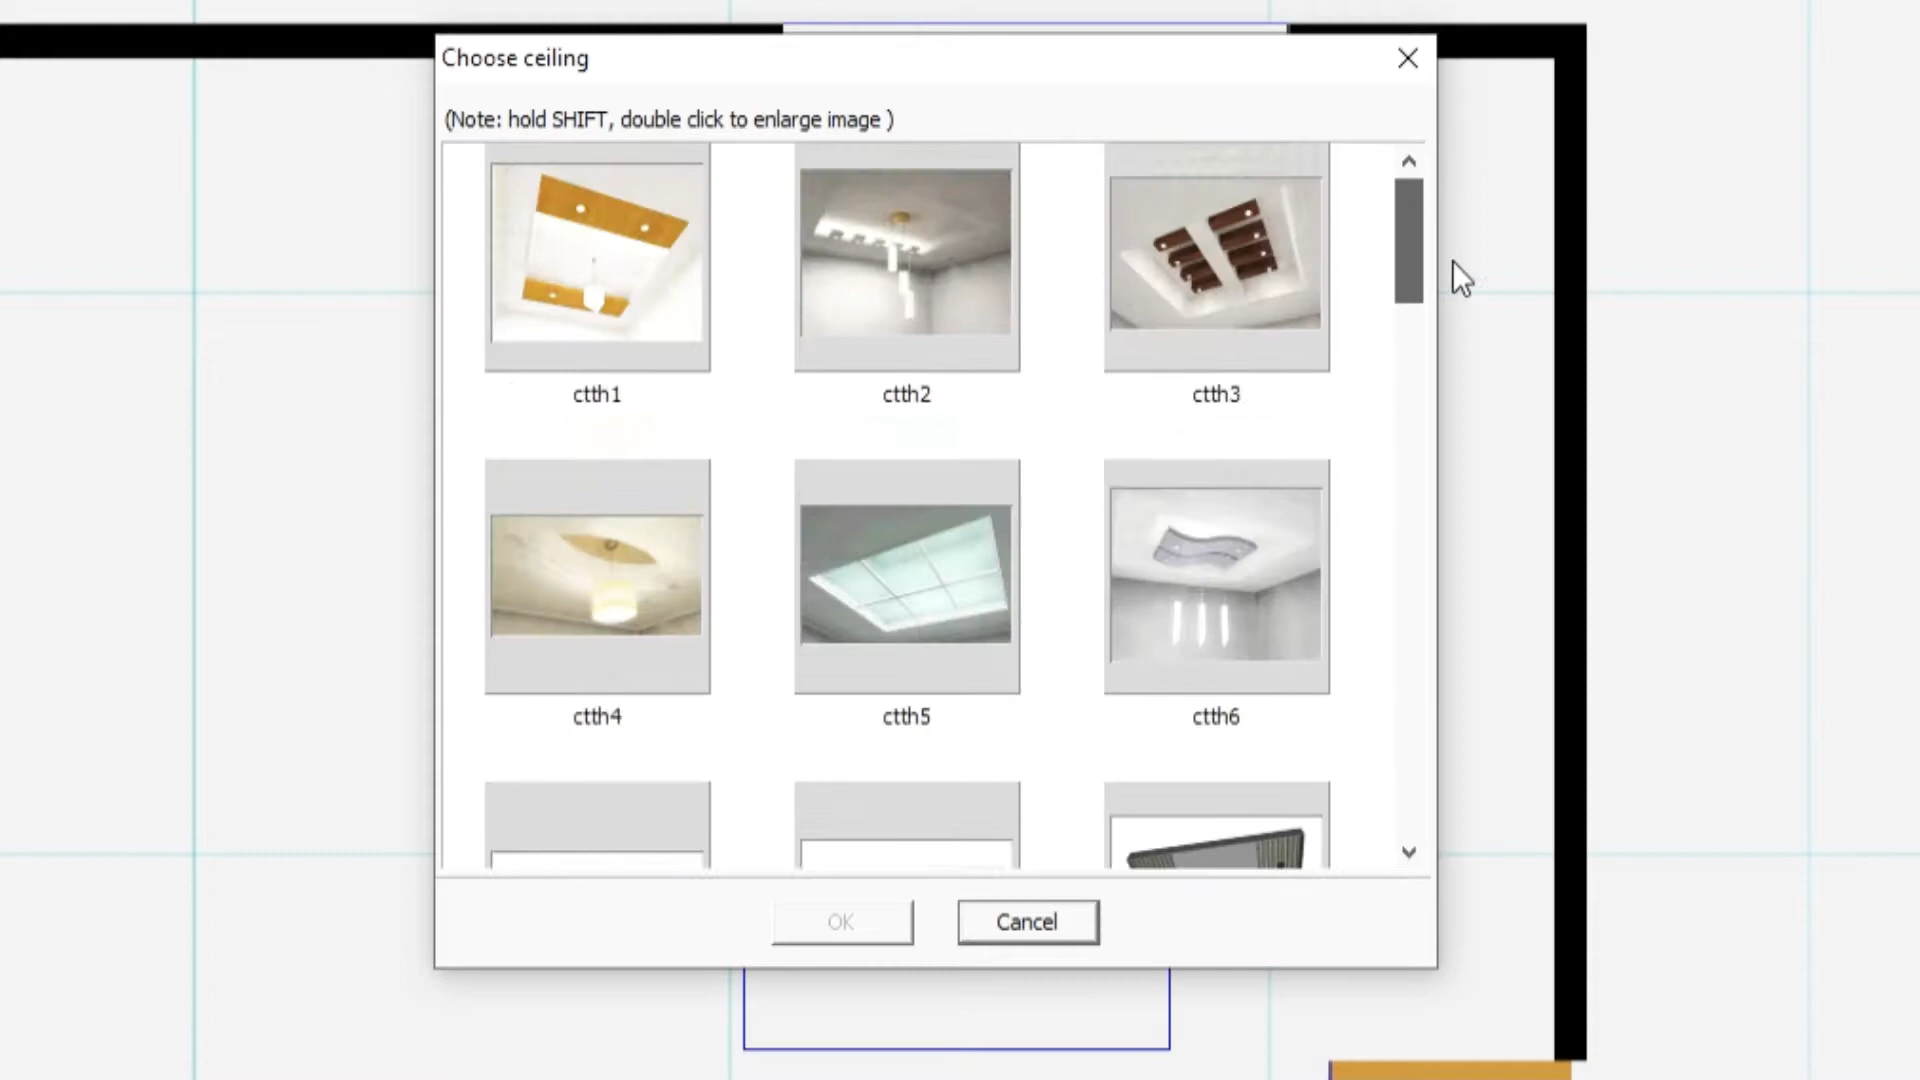 Choose ceiling
(Note: hold SHIFT, double click to enlarge image )
ctth1
ctth2
ctth3
ctth4
ctth5
ctth6
OK
Cancel